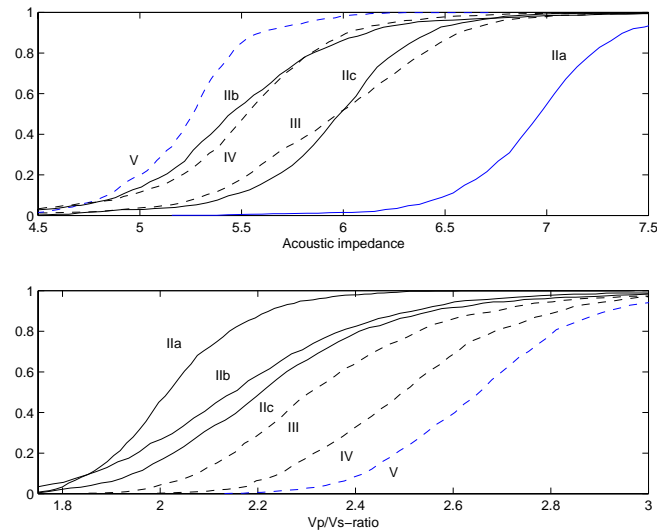 1
0.8
0.6
0.4
0.2
0
IIa
IIc
IIb
III
V
IV
4.5 5 5.5 6 6.5 7 7.5
Acoustic impedance
1
0.8
0.6
0.4
0.2
0
IIa
IIb
IIc
III
IV
V
1.8 2 2.2 2.4 2.6 2.8 3
Vp/Vs−ratio